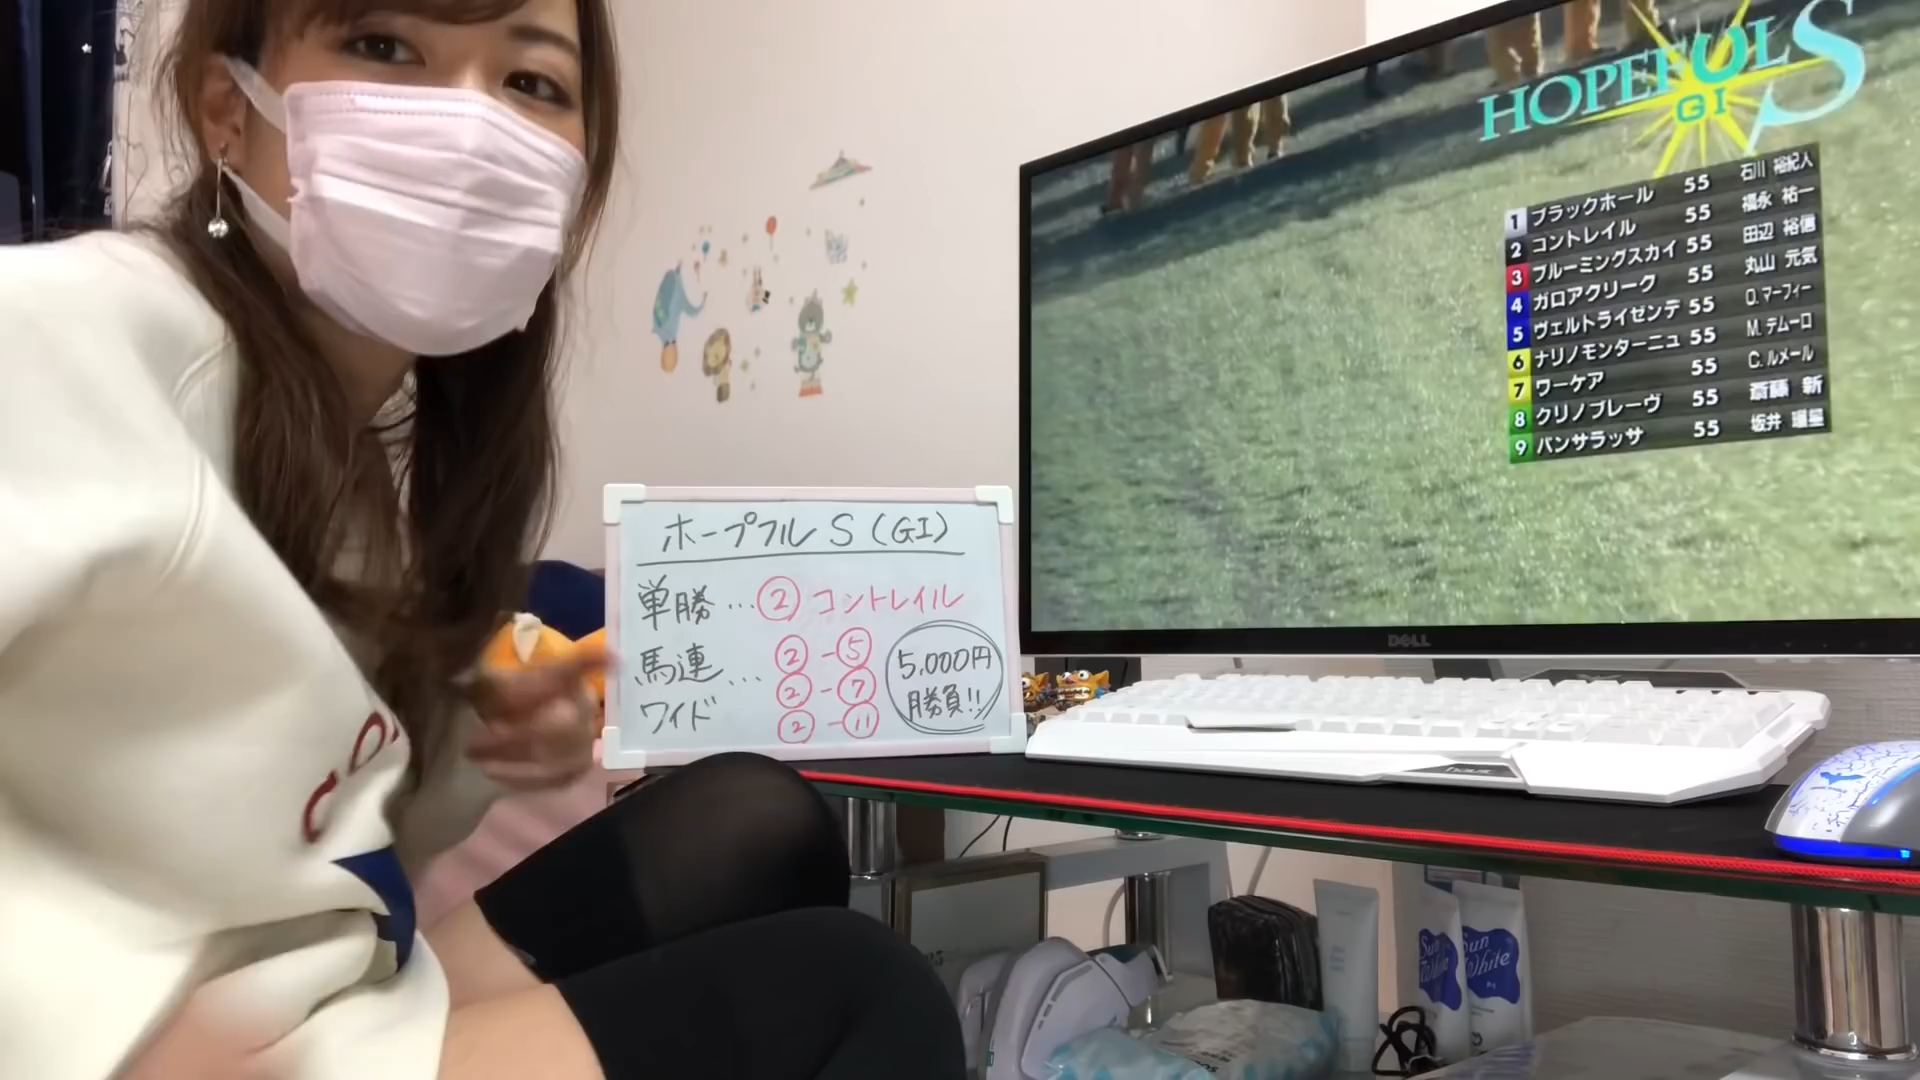 HOPEFUL S
GI
1 ブラックホール 55 石川 裕紀人
2 コントレイル 55 福永 祐一
3 ブルーミングスカイ 55 田辺 裕信
4 ガロアクリーク 55 丸山 元気
5 ヴェルトライゼンデ 55 O.マーフィー
6 ナリノモンターニュ 55 M.デムーロ
7 ワーケア 55 C.ルメール
8 クリノブレーヴ 55 斎藤 新
9 パンサラッサ 55 坂井 瑠星
ホープフルS(GI)
単勝…② コントレイル
馬連… ②-⑤
②-⑦
ワイド ②-⑪
5,000円
勝負!!
DELL
Sun
White
Sun
White